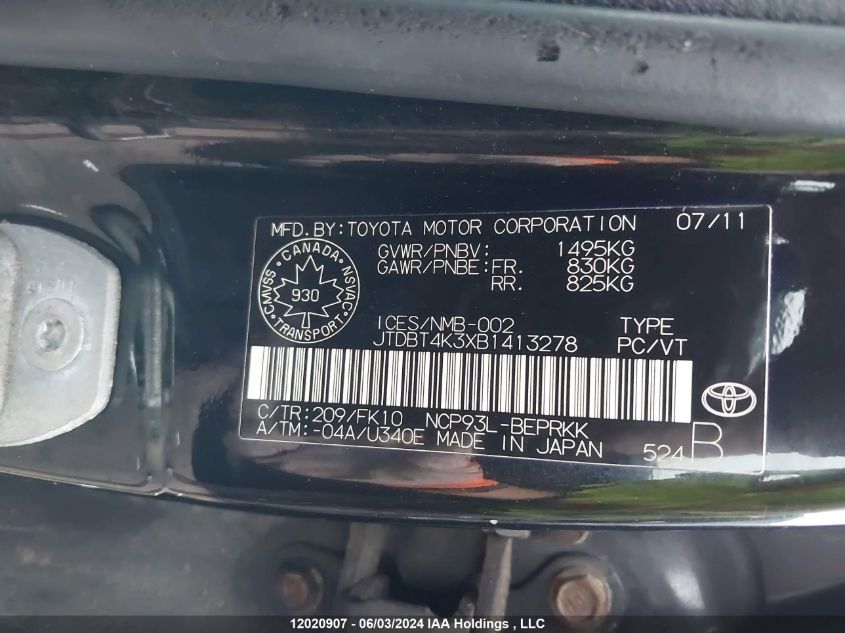 MFD.BY:TOYOTA MOTOR CORPORATION 07/11
GVWR/PNBV: 1495KG
GAWR/PNBE:FR. 830KG
RR. 825KG
CANADA
CMVSS NSVAC
930
TRANSPORT
ICES/NMB-002 TYPE
JTDBT4K3XB1413278 PC/VT
C/TR:209/FK10 NCP93L-BEPRKK
A/TM:-04A/U340E MADE IN JAPAN 524 B
12020907 - 06/03/2024 IAA Holdings , LLC